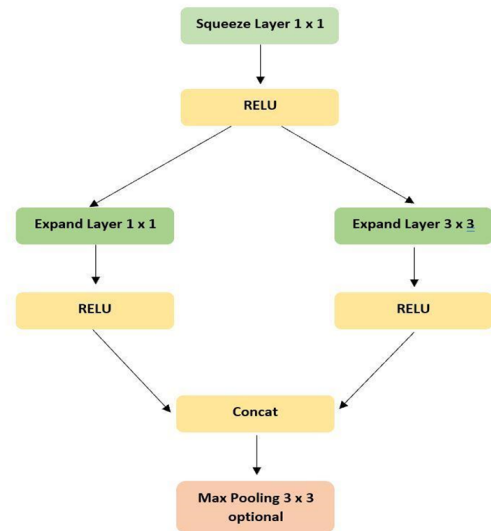 Squeeze Layer 1 x 1
RELU
Expand Layer 1 x 1
Expand Layer 3 x 3
RELU
RELU
Concat
Max Pooling 3 x 3
optional